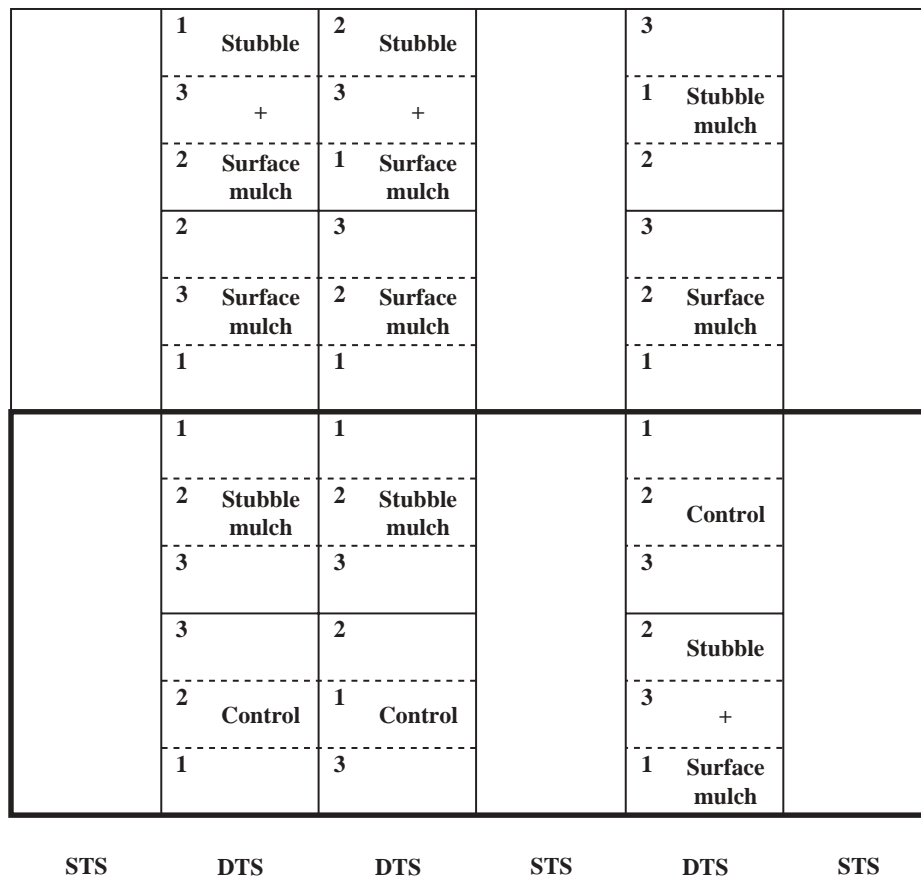 1 Stubble 2 Stubble 3
3 + 3 + 1 Stubble
mulch
2 Surface 1 Surface 2
mulch mulch
2 3 3
3 Surface 2 Surface 2 Surface
mulch mulch mulch
1 1 1
1 1 1
2 Stubble 2 Stubble 2 Control
mulch mulch
3 3 3
3 2 2 Stubble
2 Control 1 Control 3 +
1 3 1 Surface
mulch
STS DTS DTS STS DTS STS